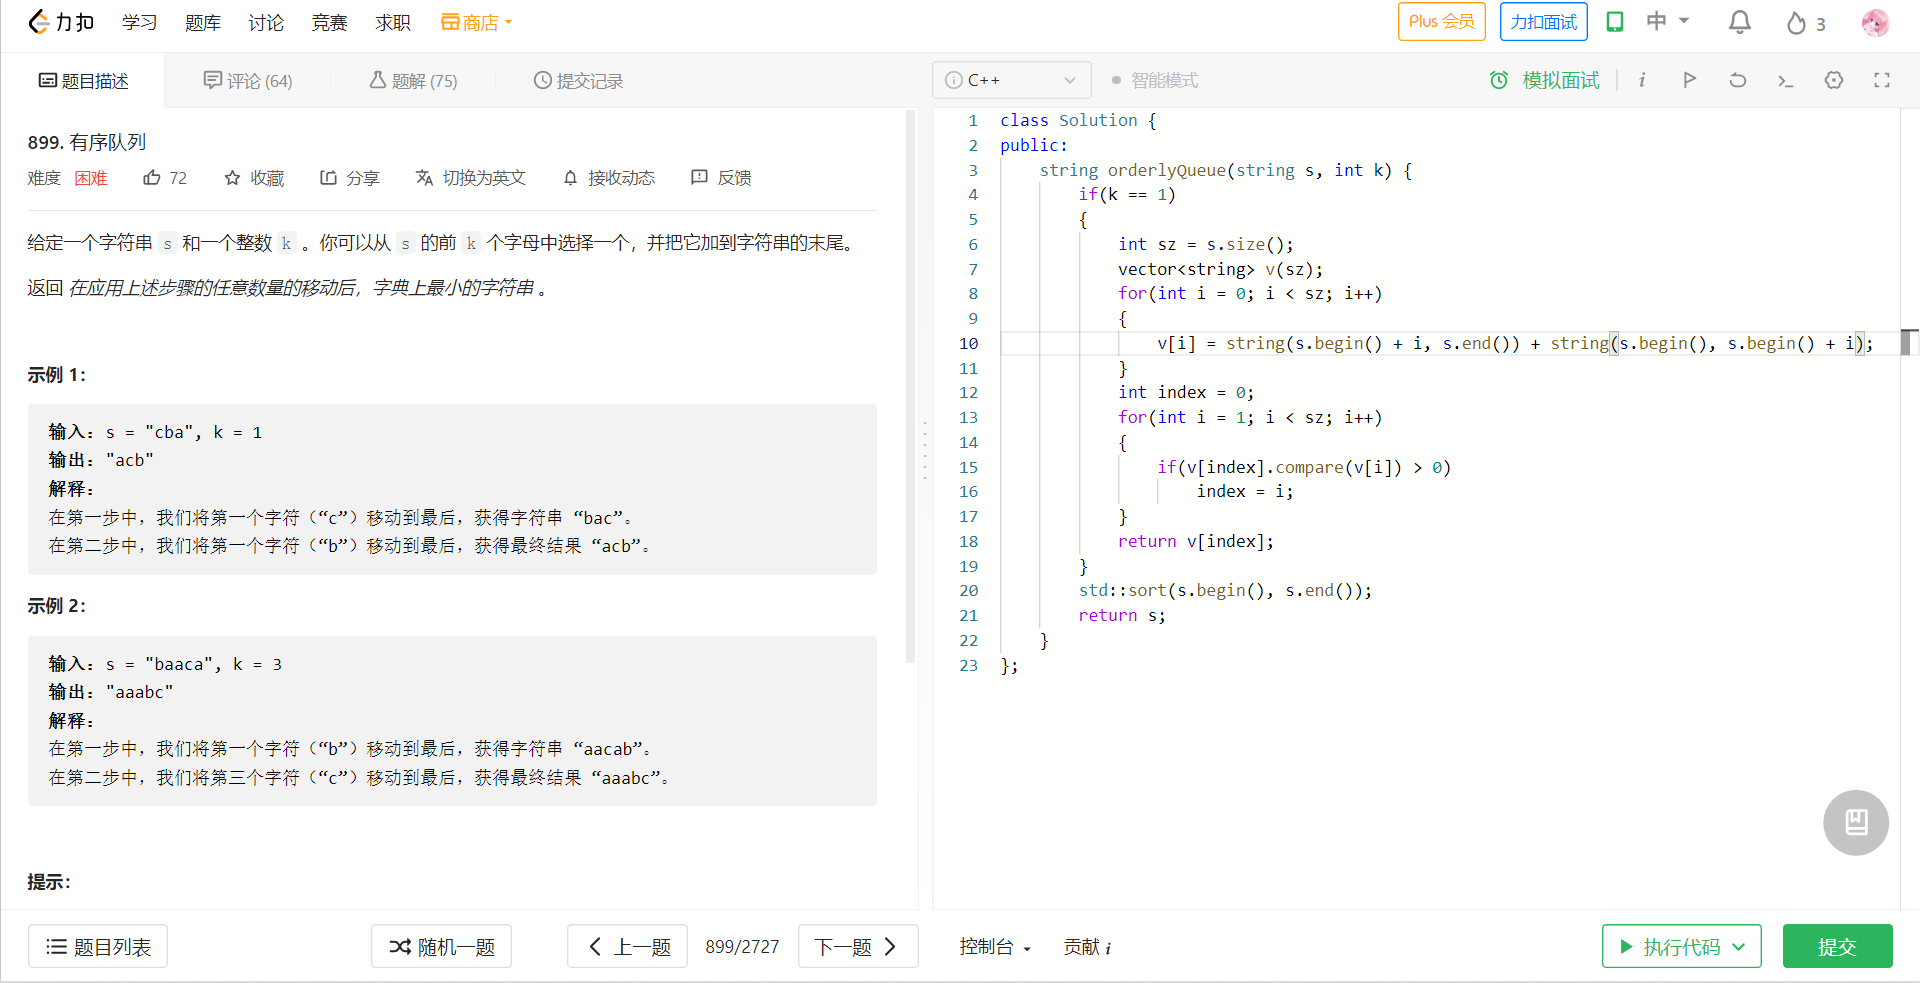 力扣 学习 题库 讨论 竞赛 求职 商店 Plus 会员 力扣面试 中 3
题目描述 评论 (64) 题解 (75) 提交记录 i C++ 智能模式 模拟面试 i
899. 有序队列
难度 困难 72 收藏 分享 切换为英文 接收动态 反馈
给定一个字符串 s 和一个整数 k 。你可以从 s 的前 k 个字母中选择一个，并把它加到字符串的末尾。
返回 在应用上述步骤的任意数量的移动后，字典上最小的字符串 。
示例 1：
输入：s = "cba", k = 1
输出："acb"
解释：
在第一步中，我们将第一个字符（“c”）移动到最后，获得字符串 “bac”。
在第二步中，我们将第一个字符（“b”）移动到最后，获得最终结果 “acb”。
示例 2：
输入：s = "baaca", k = 3
输出："aaabc"
解释：
在第一步中，我们将第一个字符（“b”）移动到最后，获得字符串 “aacab”。
在第二步中，我们将第三个字符（“c”）移动到最后，获得最终结果 “aaabc”。
提示：
1 class Solution {
2 public:
3     string orderlyQueue(string s, int k) {
4         if(k == 1)
5         {
6             int sz = s.size();
7             vector<string> v(sz);
8             for(int i = 0; i < sz; i++)
9             {
10                 v[i] = string(s.begin() + i, s.end()) + string(s.begin(), s.begin() + i);
11             }
12             int index = 0;
13             for(int i = 1; i < sz; i++)
14             {
15                 if(v[index].compare(v[i]) > 0)
16                     index = i;
17             }
18             return v[index];
19         }
20         std::sort(s.begin(), s.end());
21         return s;
22     }
23 };
题目列表 随机一题 上一题 899/2727 下一题 控制台 贡献 i 执行代码 提交